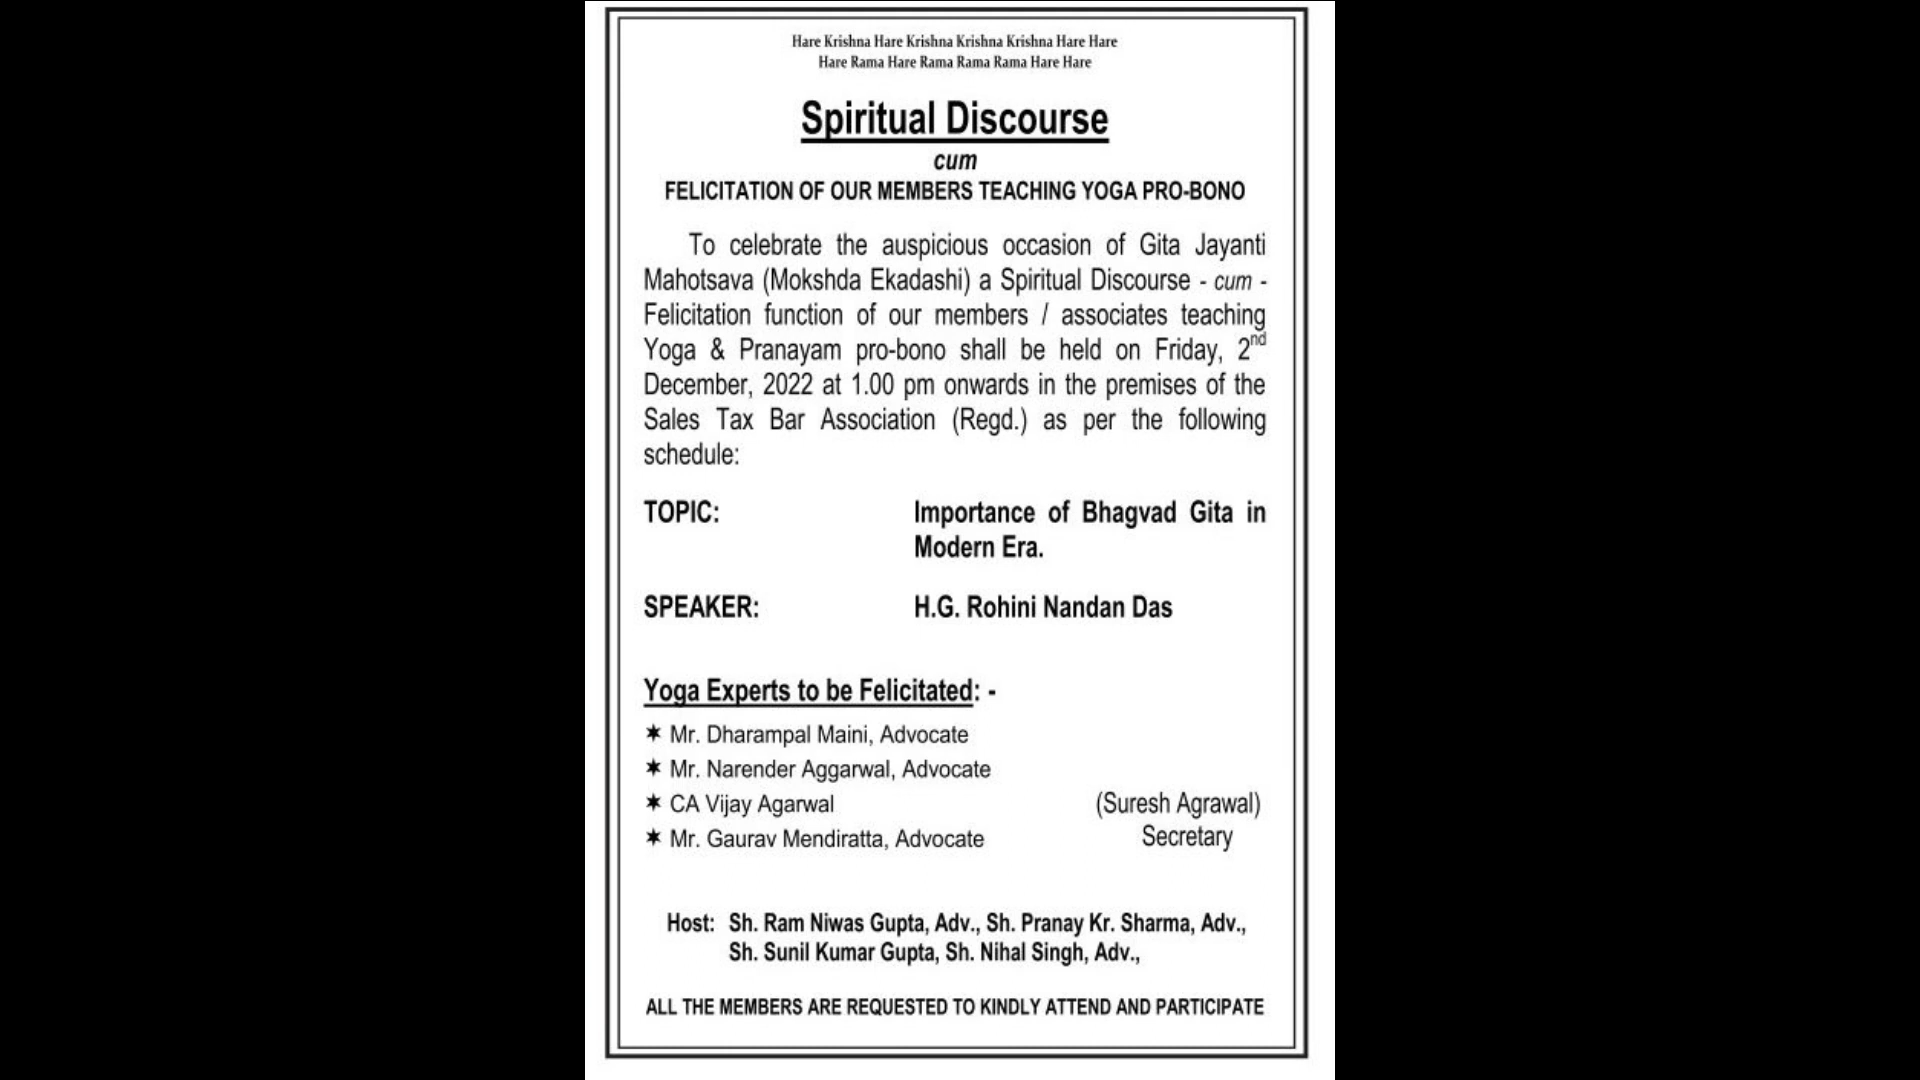 Hare Krishna Hare Krishna Krishna Krishna Hare Hare
Hare Rama Hare Rama Rama Rama Hare Hare
Spiritual Discourse
cum
FELICITATION OF OUR MEMBERS TEACHING YOGA PRO-BONO
To celebrate the auspicious occasion of Gita Jayanti
Mahotsava (Mokshda Ekadashi) a Spiritual Discourse - cum -
Felicitation function of our members / associates teaching
Yoga & Pranayam pro-bono shall be held on Friday, 2nd
December, 2022 at 1.00 pm onwards in the premises of the
Sales Tax Bar Association (Regd.) as per the following
schedule:
TOPIC: Importance of Bhagvad Gita in
Modern Era.
SPEAKER: H.G. Rohini Nandan Das
Yoga Experts to be Felicitated: -
✶ Mr. Dharampal Maini, Advocate
✶ Mr. Narender Aggarwal, Advocate
✶ CA Vijay Agarwal (Suresh Agrawal)
✶ Mr. Gaurav Mendiratta, Advocate Secretary
Host: Sh. Ram Niwas Gupta, Adv., Sh. Pranay Kr. Sharma, Adv.,
Sh. Sunil Kumar Gupta, Sh. Nihal Singh, Adv.,
ALL THE MEMBERS ARE REQUESTED TO KINDLY ATTEND AND PARTICIPATE